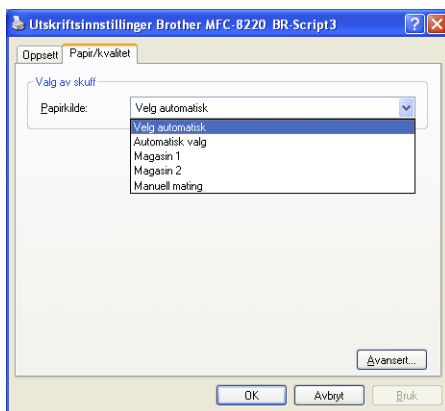 Utskriftsinnstillinger Brother MFC-8220 BR-Script3
Oppsett Papir/kvalitet
Valg av skuff
Papirkilde: Velg automatisk
Velg automatisk
Automatisk valg
Magasin 1
Magasin 2
Manuell mating
Avansert...
OK Avbryt Bruk